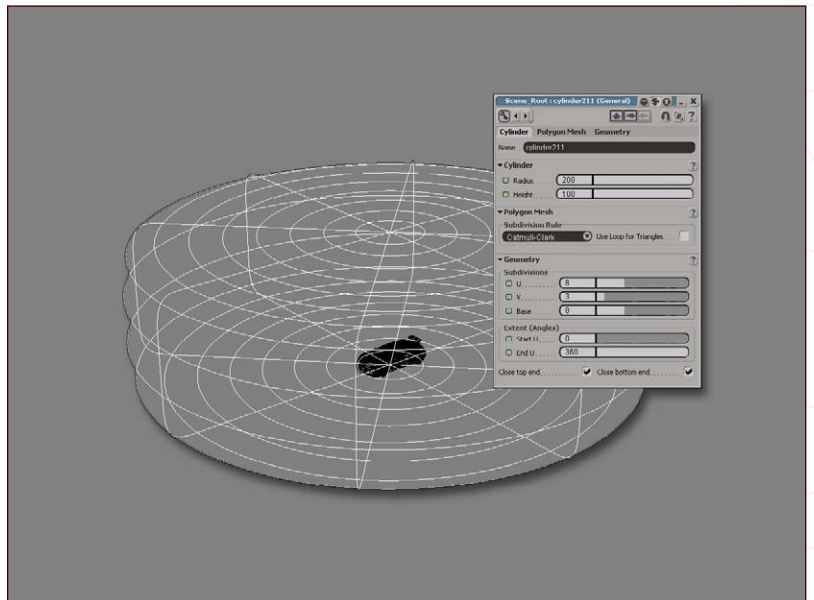 Scene_Root : cylinder211 (General)
Cylinder Polygon Mesh Geometry
Name cylinder211
Cylinder
Radius 200
Height 100
Polygon Mesh
Subdivision Rule
Catmull-Clark Use Loop for Triangles
Geometry
Subdivisions
U 8
V 3
Base 8
Extent (Angles)
Start U 0
End U 360
Close top end Close bottom end